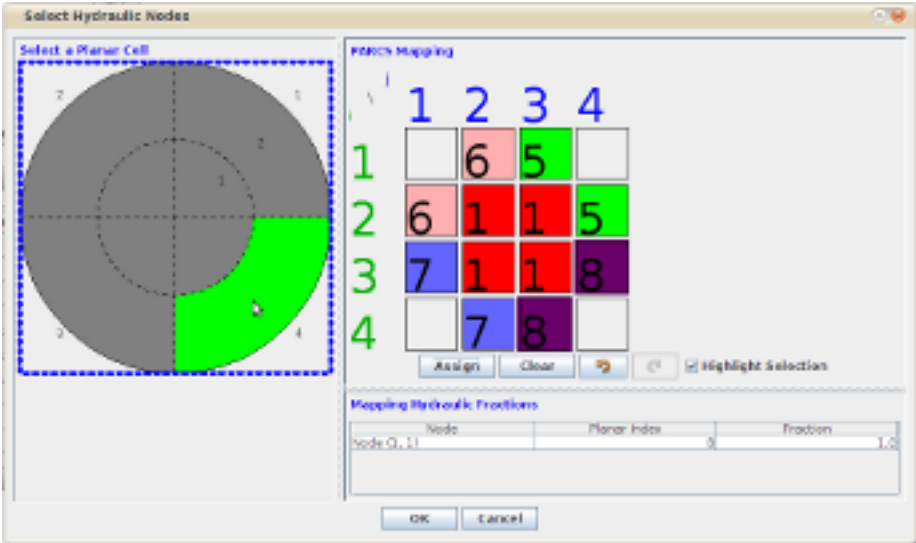 Select Hydraulic Nodes
Select a Planar Cell
2 1
2
1
3 4
PARCS Mapping
1 2 3 4
1 6 5
2 6 1 1 5
3 7 1 1 8
4 7 8
Assign Clear Highlight Selection
Mapping Hydraulic Fractions
Node Planar Index Fraction
1.0
OK Cancel